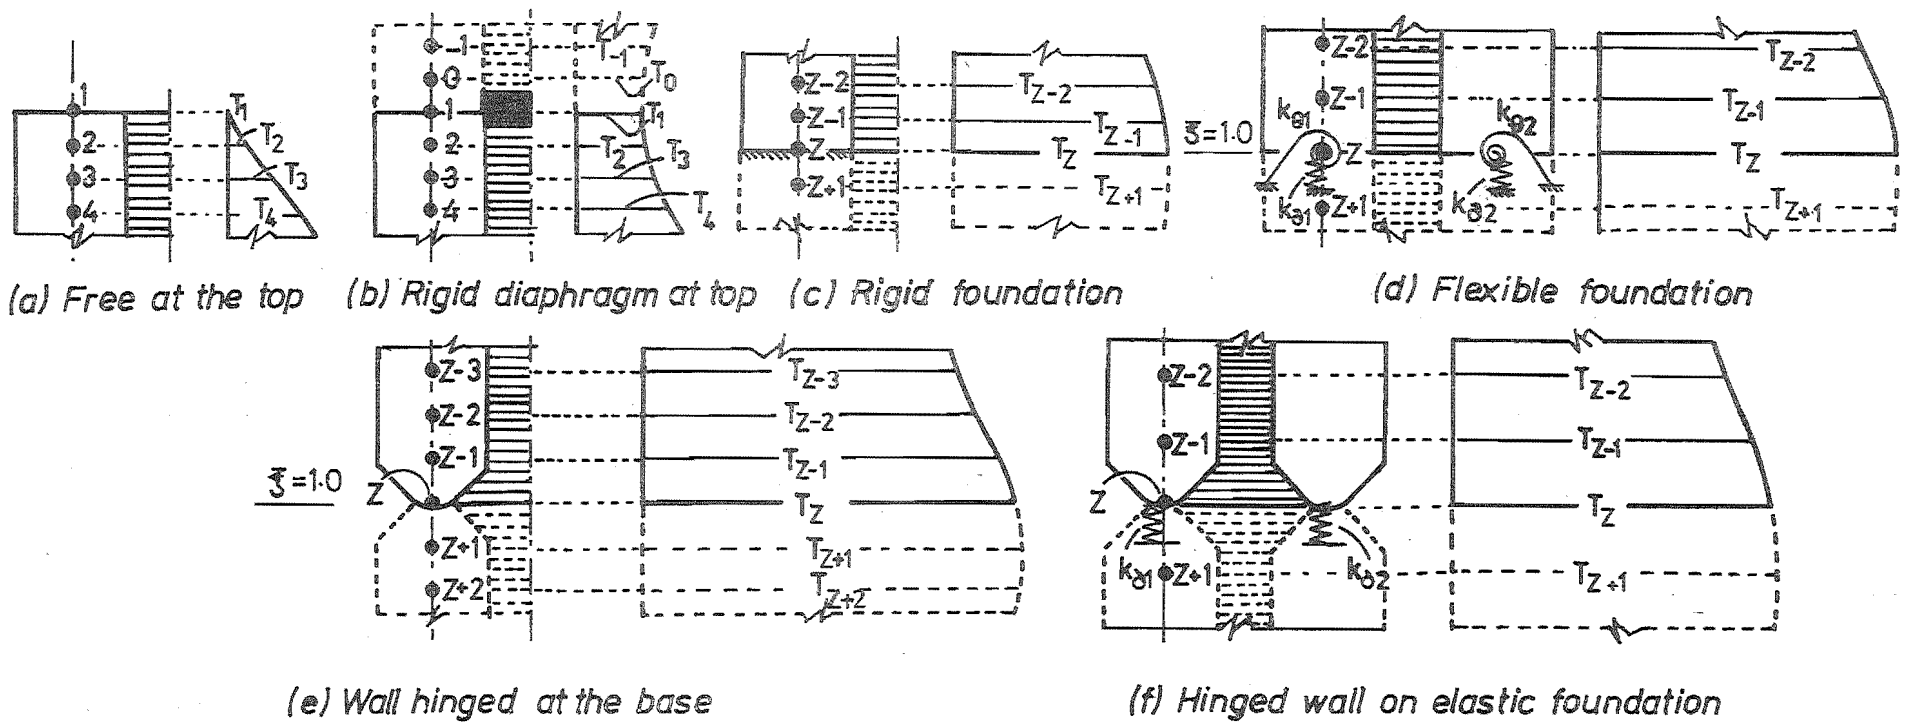 1
2
3
4
T1
T2
T3
T4
(a) Free at the top
-1
0
1
2
3
4
T-1
T0
T1
T2
T3
T4
(b) Rigid diaphragm at top
Z-2
Z-1
Z
Z+1
TZ-2
TZ-1
TZ
TZ+1
(c) Rigid foundation
ξ=1.0
Z-2
Z-1
Z
Z+1
kθ1
kθ2
k∂1
k∂2
TZ-2
TZ-1
TZ
TZ+1
(d) Flexible foundation
ξ=1.0
Z-3
Z-2
Z-1
Z
Z+1
Z+2
TZ-3
TZ-2
TZ-1
TZ
TZ+1
TZ+2
(e) Wall hinged at the base
Z-2
Z-1
Z
Z+1
k∂1
k∂2
TZ-2
TZ-1
TZ
TZ+1
(f) Hinged wall on elastic foundation